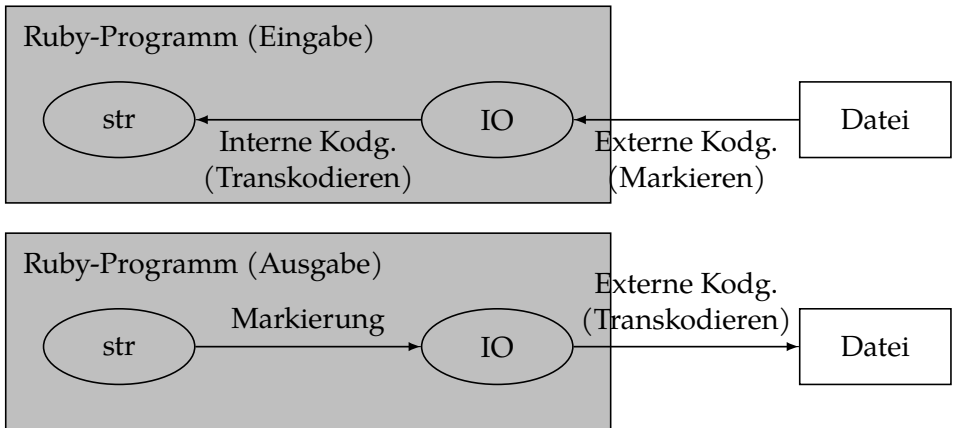 Ruby-Programm (Eingabe)
str
IO
Datei
Interne Kodg.
(Transkodieren)
Externe Kodg.
(Markieren)
Ruby-Programm (Ausgabe)
Externe Kodg.
(Transkodieren)
Markierung
str
IO
Datei